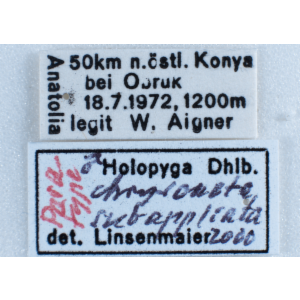 Anatolia
50km n.östl. Konya
bei Obruk
18.7.1972, 1200m
legit W. Aigner
Para-
type
♂ Holopyga Dhlb.
chrysonota
subapplicata
det. Linsenmaier 2000